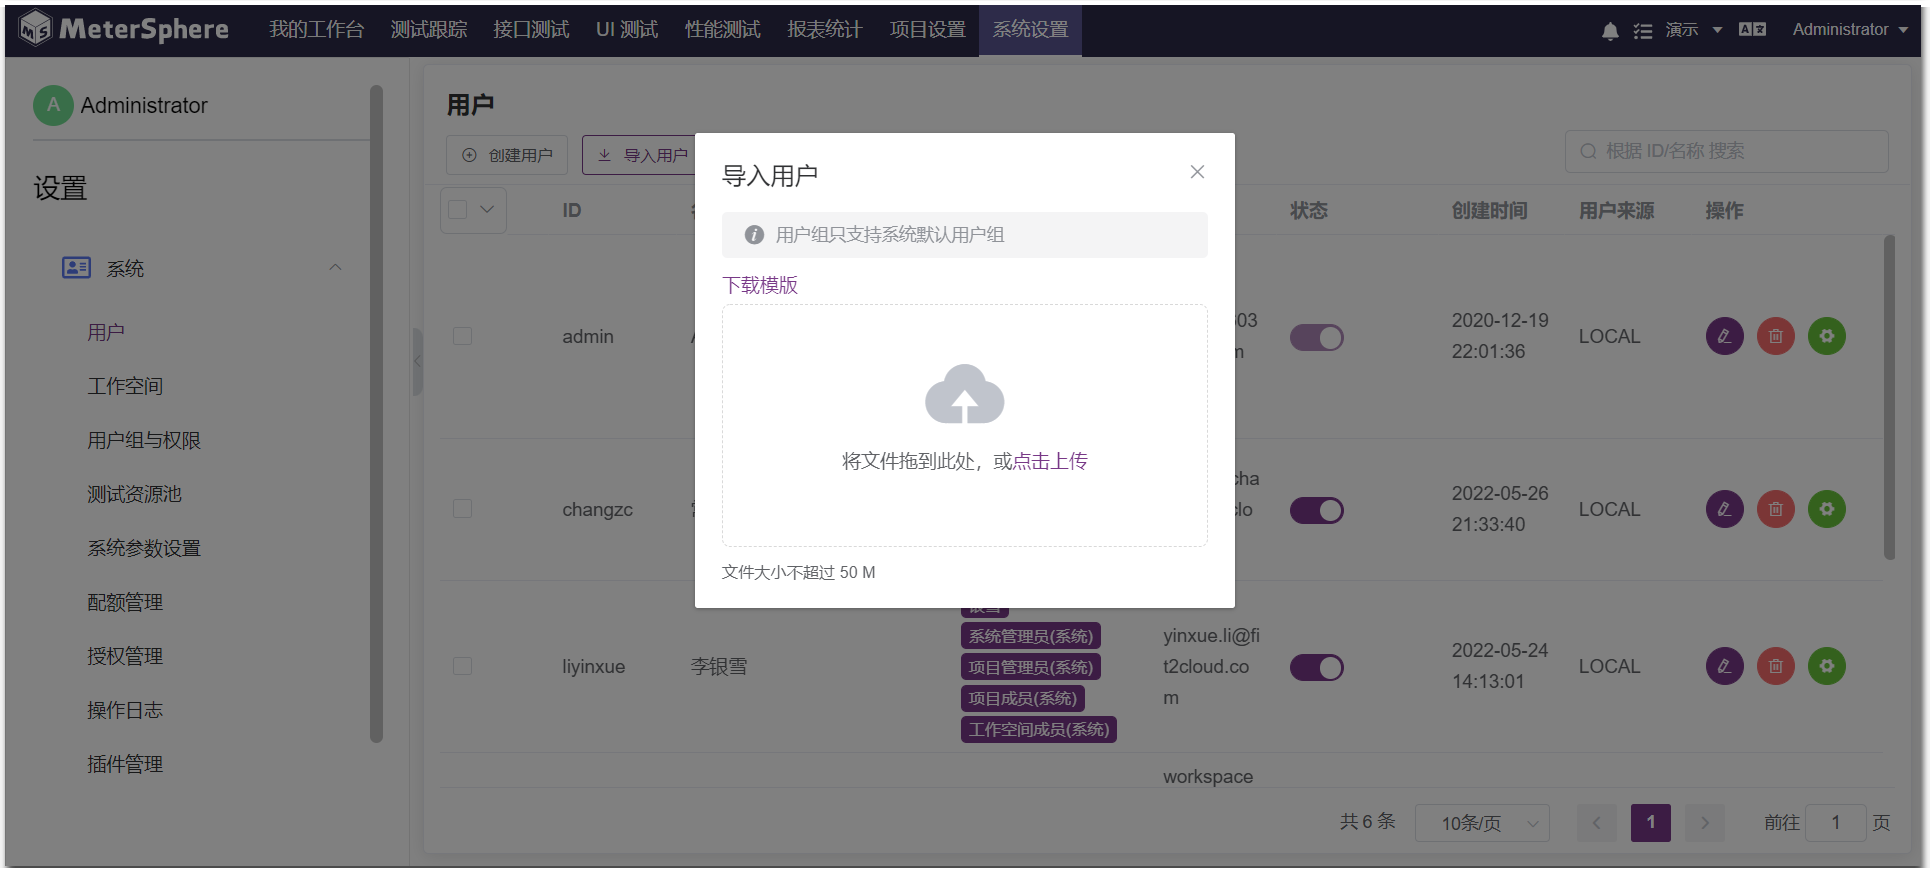 MeterSphere 我的工作台 测试跟踪 接口测试 UI 测试 性能测试 报表统计 项目设置 系统设置 演示 Administrator
A Administrator
设置
系统
用户
工作空间
用户组与权限
测试资源池
系统参数设置
配额管理
授权管理
操作日志
插件管理
用户
创建用户 导入用户
根据 ID/名称 搜索
ID 状态 创建时间 用户来源 操作
导入用户
用户组只支持系统默认用户组
下载模版
将文件拖到此处，或点击上传
文件大小不超过 50 M
admin 03 m 2020-12-19 22:01:36 LOCAL
changzc cha clo 2022-05-26 21:33:40 LOCAL
liyinxue 李银雪
系统管理员(系统)
项目管理员(系统)
项目成员(系统)
工作空间成员(系统)
yinxue.li@fi
t2cloud.co
m
2022-05-24
14:13:01
LOCAL
workspace
共 6 条 10条/页 1 前往 1 页